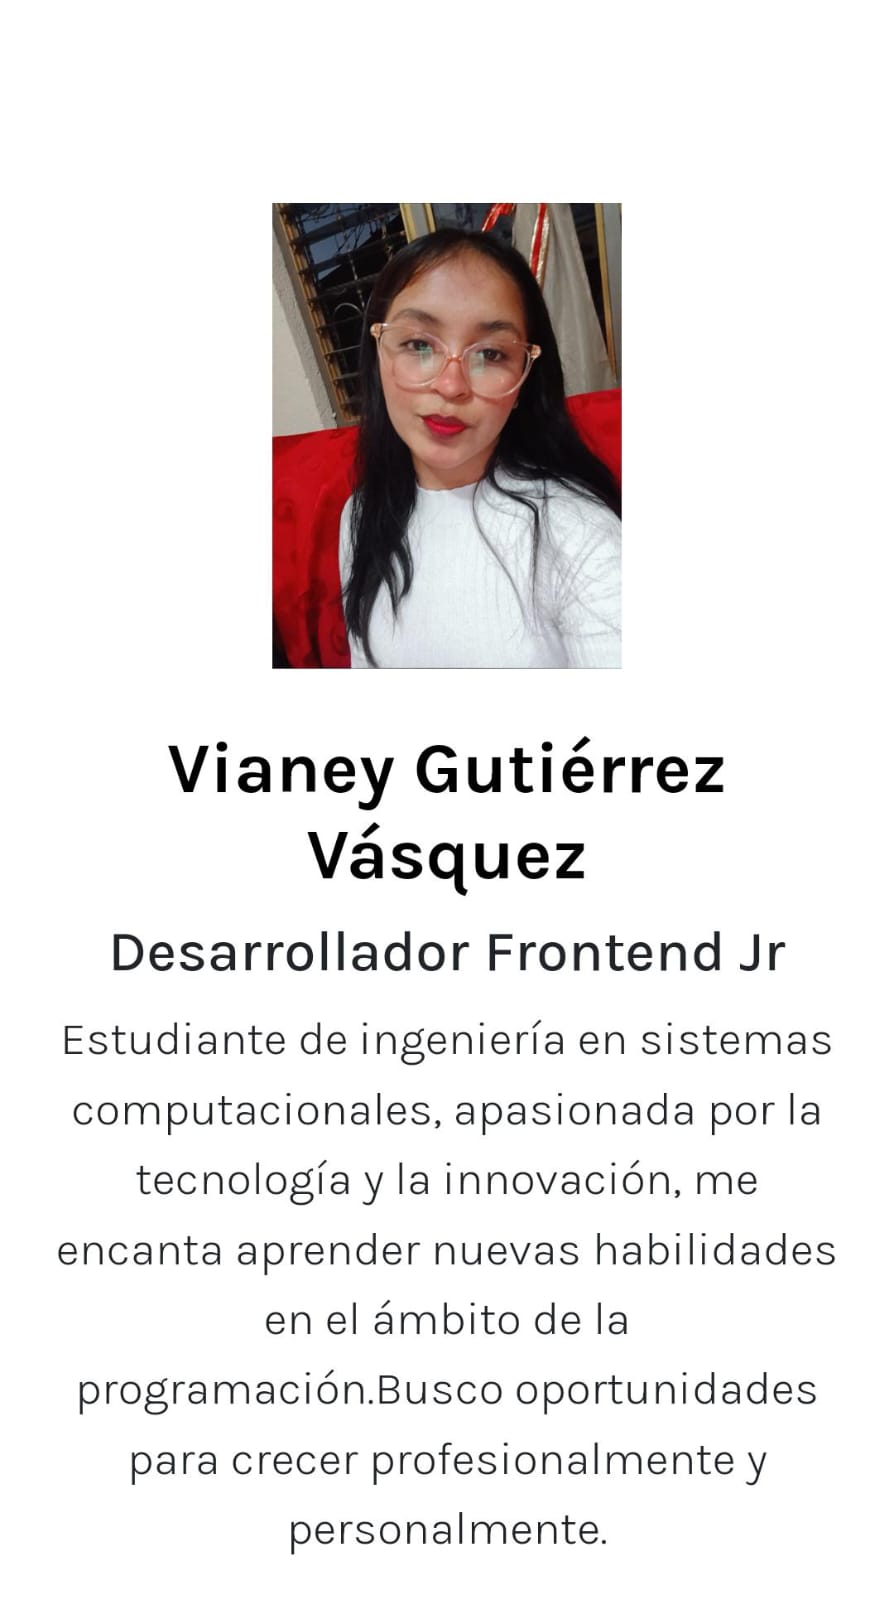 Vianey Gutiérrez
Vásquez
Desarrollador Frontend Jr
Estudiante de ingeniería en sistemas
computacionales, apasionada por la
tecnología y la innovación, me
encanta aprender nuevas habilidades
en el ámbito de la
programación.Busco oportunidades
para crecer profesionalmente y
personalmente.